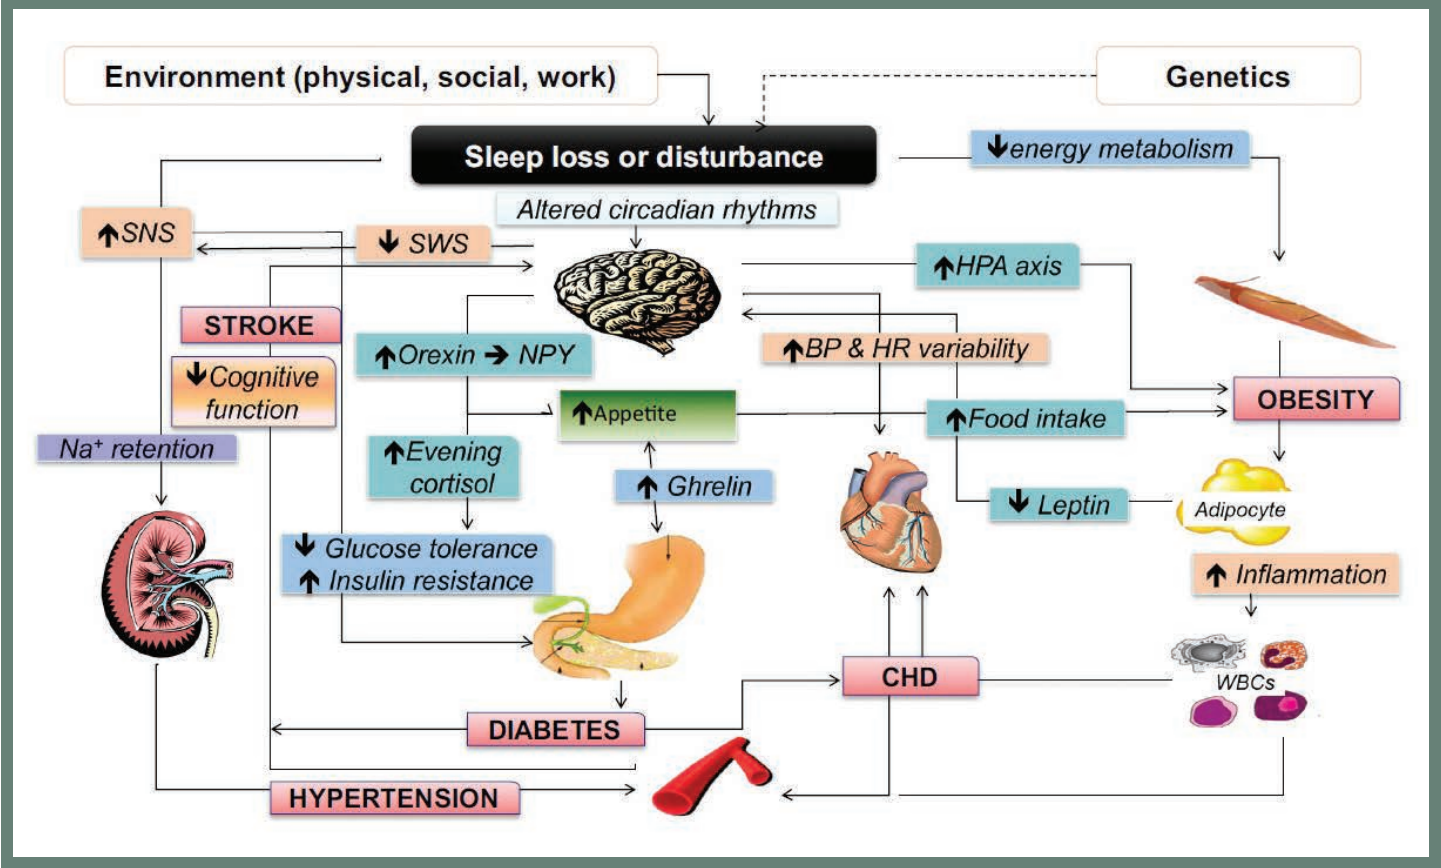 Environment (physical, social, work)
Genetics
Sleep loss or disturbance
↓energy metabolism
Altered circadian rhythms
↑SNS
↓ SWS
↑HPA axis
STROKE
↑Orexin → NPY
↑BP & HR variability
↓Cognitive
function
OBESITY
↑Appetite
↑Food intake
Na⁺ retention
↑Evening
cortisol
↑ Ghrelin
↓ Leptin
Adipocyte
↓ Glucose tolerance
↑ Insulin resistance
↑ Inflammation
CHD
WBCs
DIABETES
HYPERTENSION